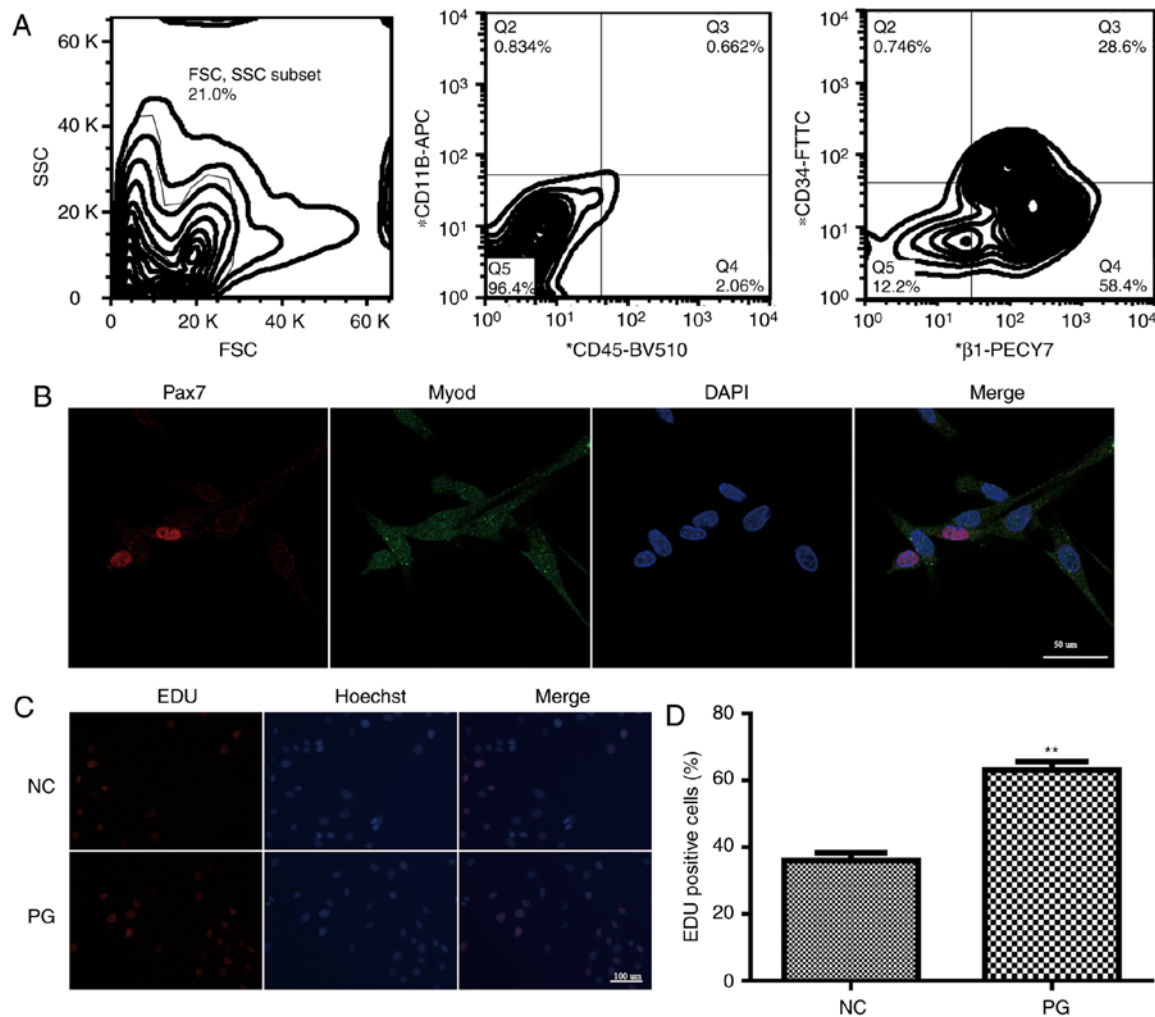 A
60 K
40 K
20 K
0
SSC
FSC, SSC subset
21.0%
0
20 K
40 K
60 K
FSC
10⁴
10³
10²
10¹
10⁰
*CD11B-APC
Q2
0.834%
Q3
0.662%
Q5
96.4%
Q4
2.06%
10⁰
10¹
10²
10³
10⁴
*CD45-BV510
10⁴
10³
10²
10¹
10⁰
*CD34-FTTC
Q2
0.746%
Q3
28.6%
Q5
12.2%
Q4
58.4%
10⁰
10¹
10²
10³
10⁴
*β1-PECY7
B
Pax7
Myod
DAPI
Merge
50 um
C
EDU
Hoechst
Merge
NC
PG
100 um
D
80
60
40
20
0
EDU positive cells (%)
**
NC
PG